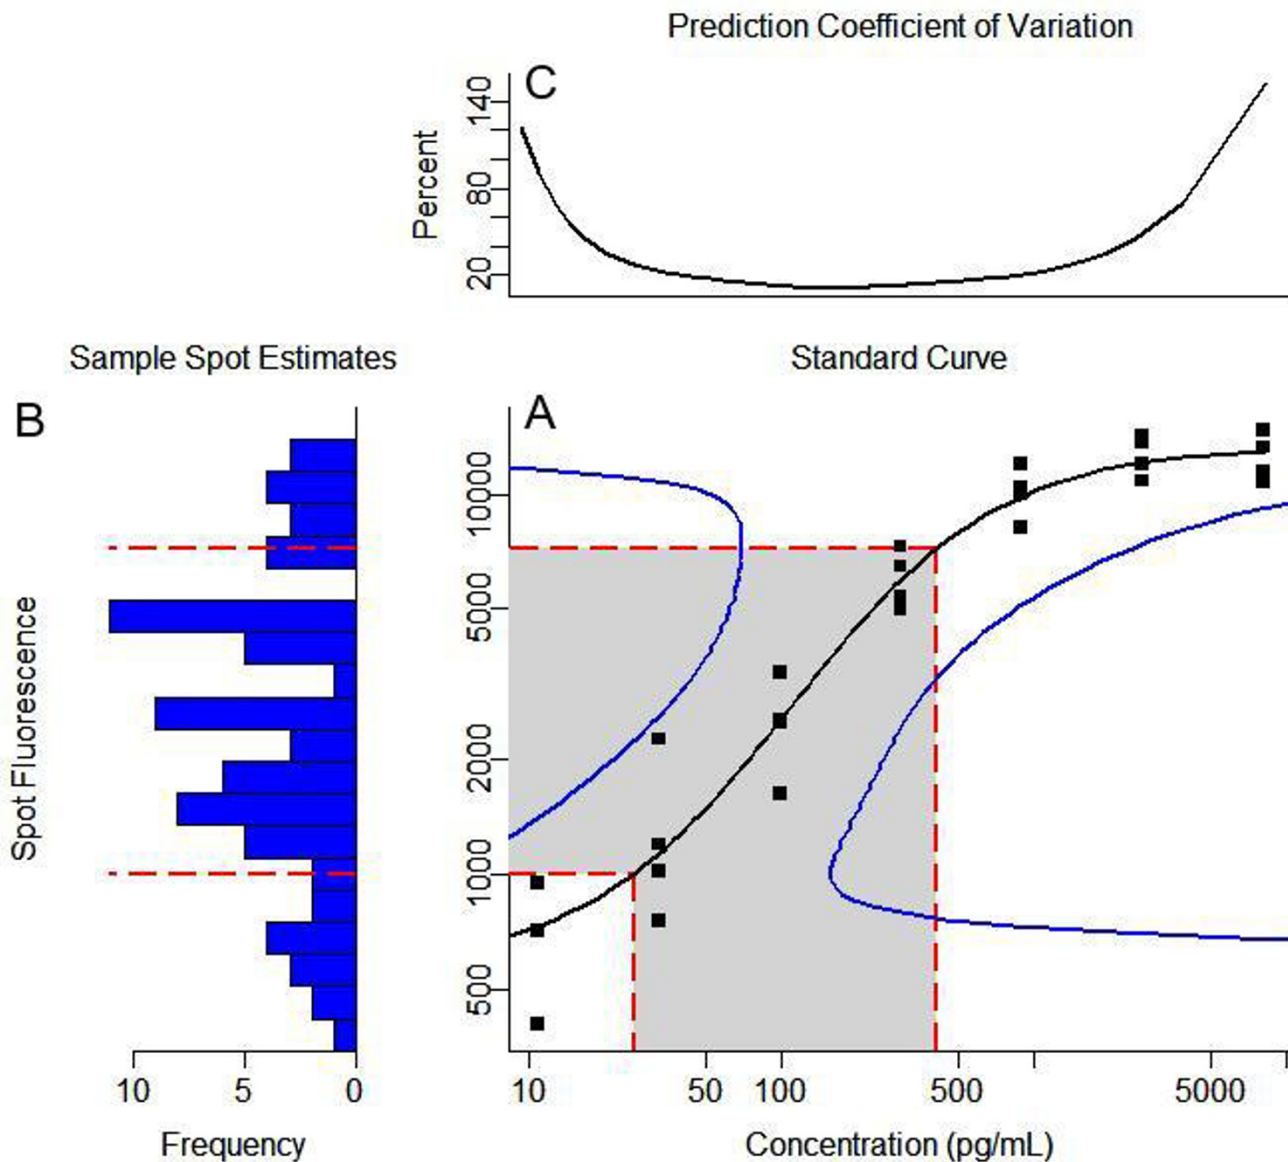 Prediction Coefficient of Variation
C
Percent
140
80
20
Sample Spot Estimates
B
Spot Fluorescence
10 5 0
Frequency
Standard Curve
A
10000
5000
2000
1000
500
10 50 100 500 5000
Concentration (pg/mL)